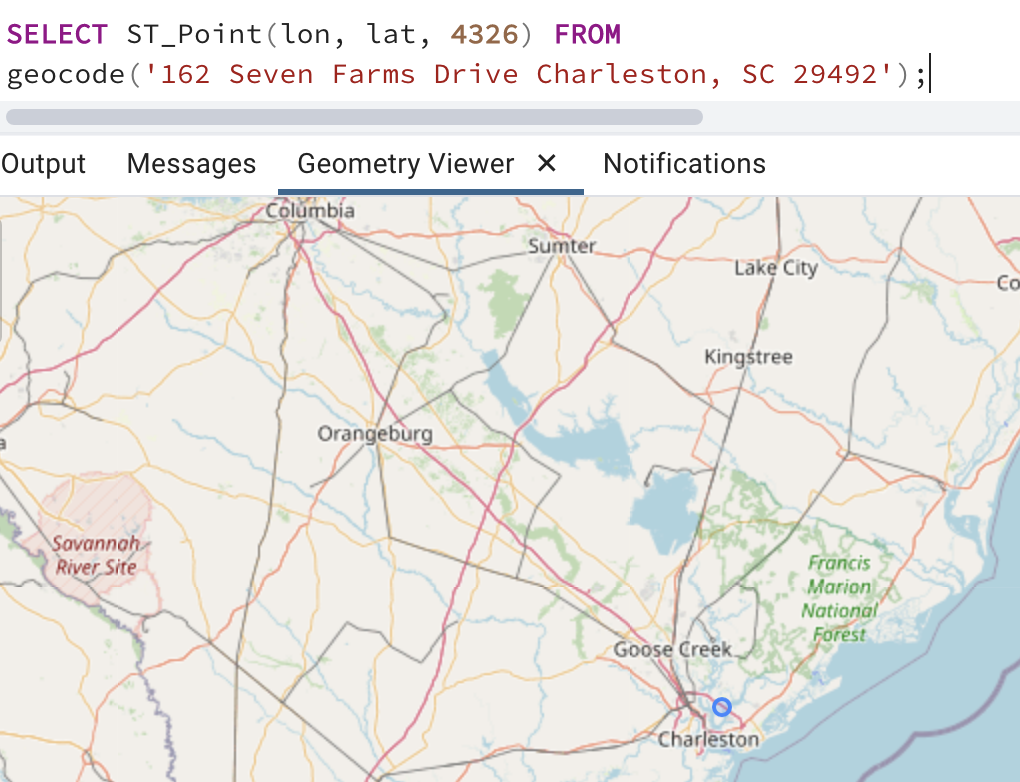 SELECT ST_Point(lon, lat, 4326) FROM
geocode('162 Seven Farms Drive Charleston, SC 29492');
Output Messages Geometry Viewer ✕ Notifications
Columbia
Sumter
Lake City
Co
Kingstree
Orangeburg
a
Savannah
River Site
Francis
Marion
National
Forest
Goose Creek
Charleston